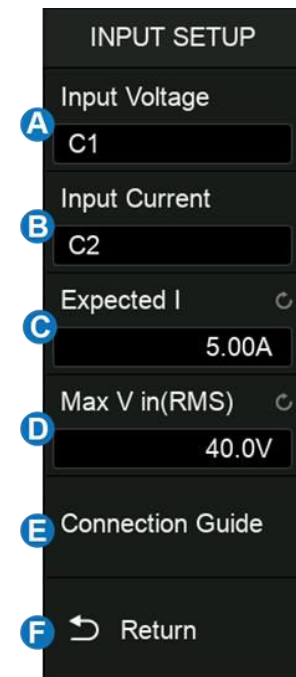 INPUT SETUP
Input Voltage
A
C1
Input Current
B
C2
Expected I
C
5.00A
Max V in(RMS)
D
40.0V
E Connection Guide
F Return